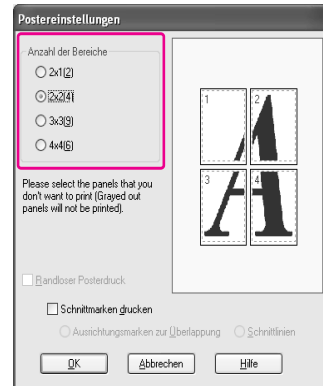 Postereinstellungen
Anzahl der Bereiche
2x1(2)
2x2(4)
3x3(9)
4x4(6)
1
2
3
4
Please select the panels that you
don't want to print (Grayed out
panels will not be printed).
Randloser Posterdruck
Schnittmarken drucken
Ausrichtungsmarken zur Überlappung
Schnittlinien
OK
Abbrechen
Hilfe